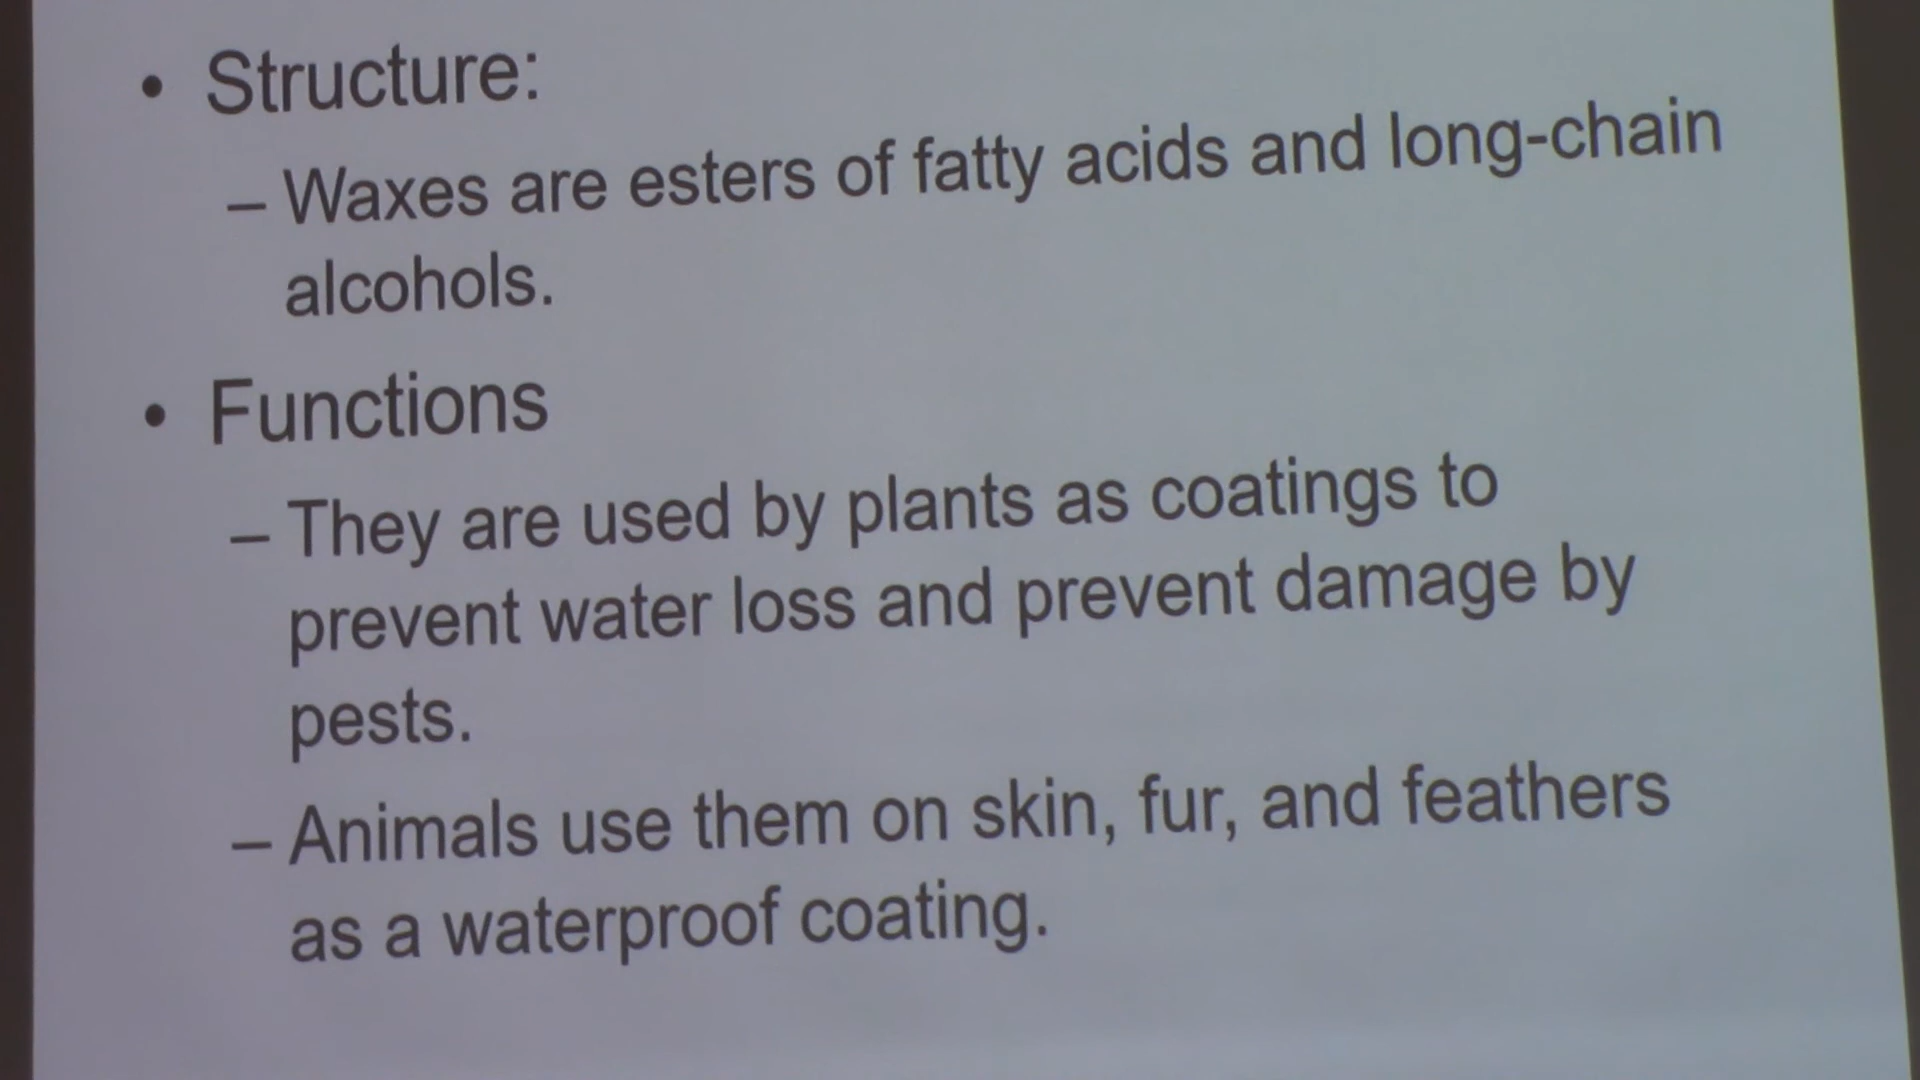 • Structure:
– Waxes are esters of fatty acids and long-chain
alcohols.
• Functions
– They are used by plants as coatings to
prevent water loss and prevent damage by
pests.
– Animals use them on skin, fur, and feathers
as a waterproof coating.